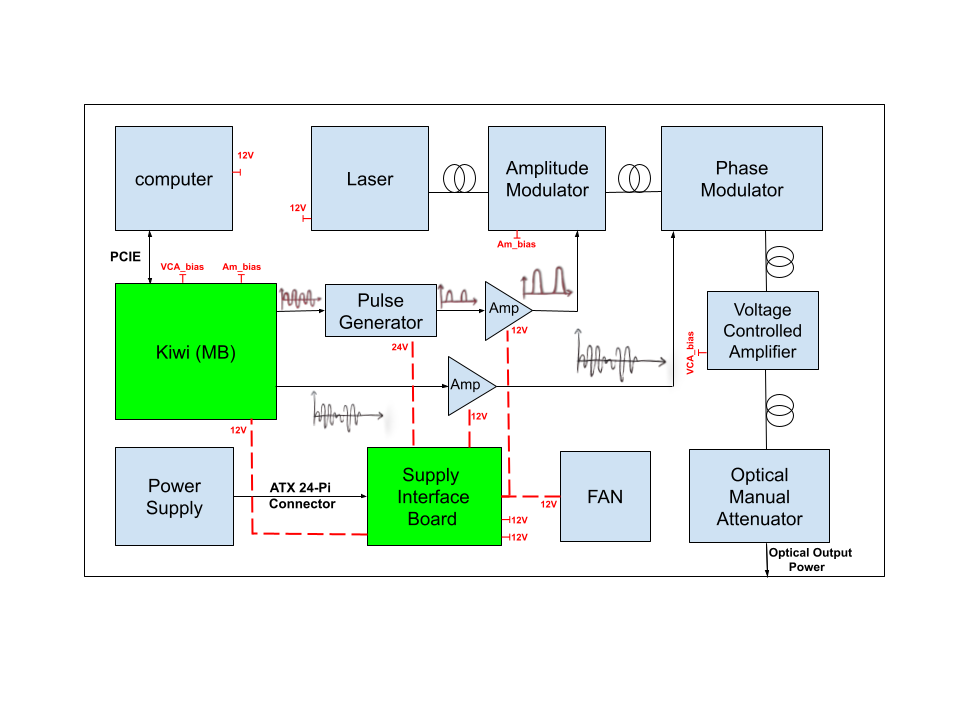 computer
12V
Laser
12V
Amplitude
Modulator
Am_bias
Phase
Modulator
PCIE
VCA_bias
Am_bias
Kiwi (MB)
12V
Pulse
Generator
24V
Amp
12V
Amp
12V
Voltage
Controlled
Amplifier
VCA_bias
Power
Supply
ATX 24-Pi
Connector
Supply
Interface
Board
12V
12V
12V
FAN
Optical
Manual
Attenuator
Optical Output
Power